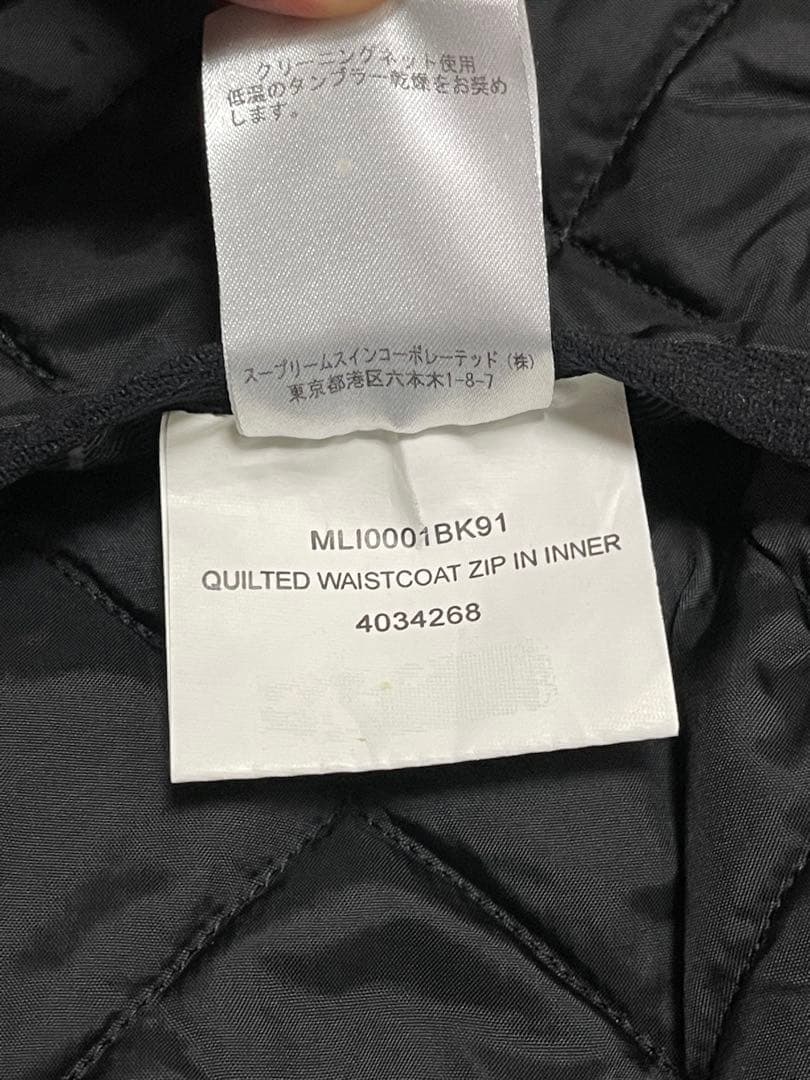 クリーニングネット使用
低温のタンブラー乾燥をお奨め
します。
スープリームスインコーポレーテッド (株)
東京都港区六本木1-8-7
MLI0001BK91
QUILTED WAISTCOAT ZIP IN INNER
4034268